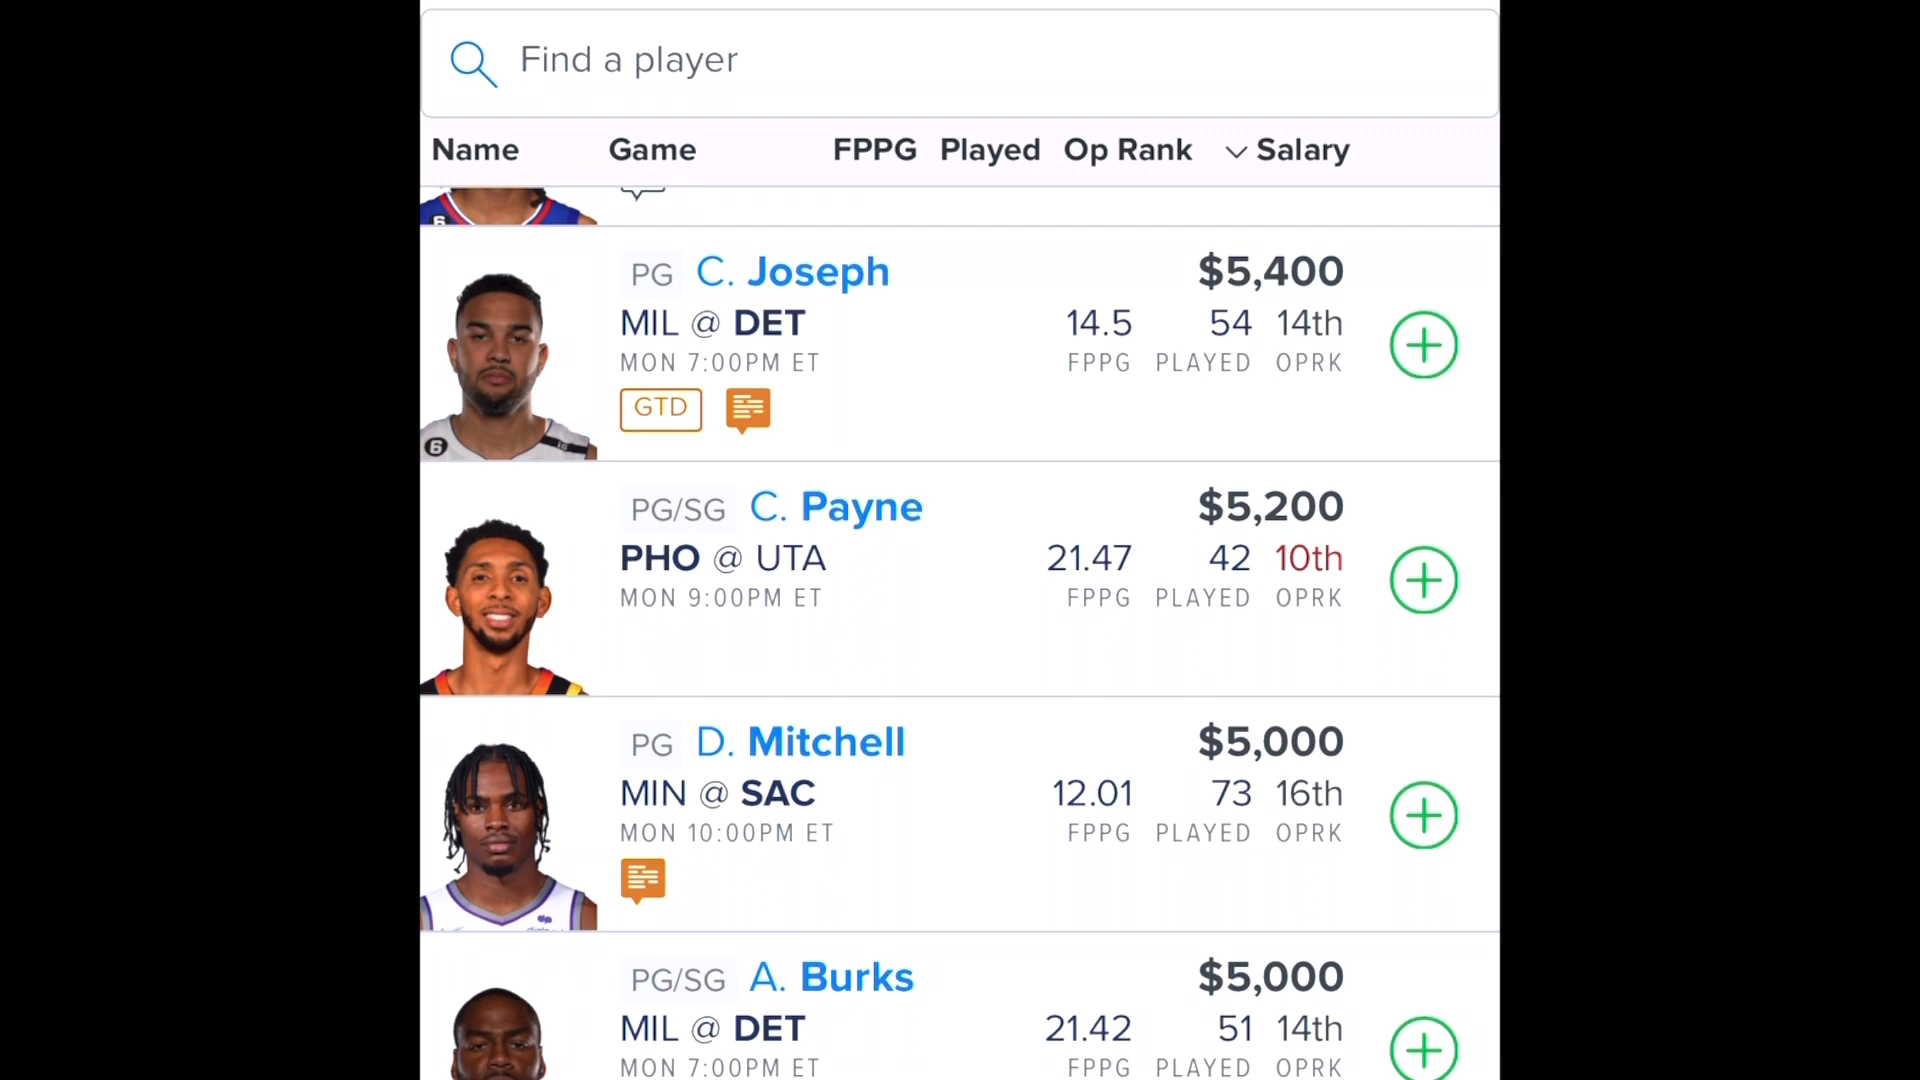 Find a player
Name Game FPPG Played Op Rank Salary
6
PG C. Joseph $5,400
MIL @ DET 14.5 54 14th
MON 7:00PM ET FPPG PLAYED OPRK
GTD
6
PG/SG C. Payne $5,200
PHO @ UTA 21.47 42 10th
MON 9:00PM ET FPPG PLAYED OPRK
PG D. Mitchell $5,000
MIN @ SAC 12.01 73 16th
MON 10:00PM ET FPPG PLAYED OPRK
PG/SG A. Burks $5,000
MIL @ DET 21.42 51 14th
MON 7:00PM ET FPPG PLAYED OPRK